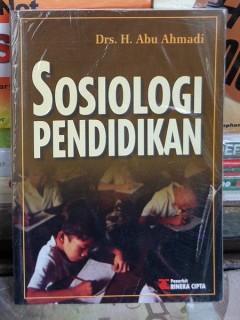 Drs. H. Abu Ahmadi
SOSIOLOGI
PENDIDIKAN
Penerbit
RINEKA CIPTA